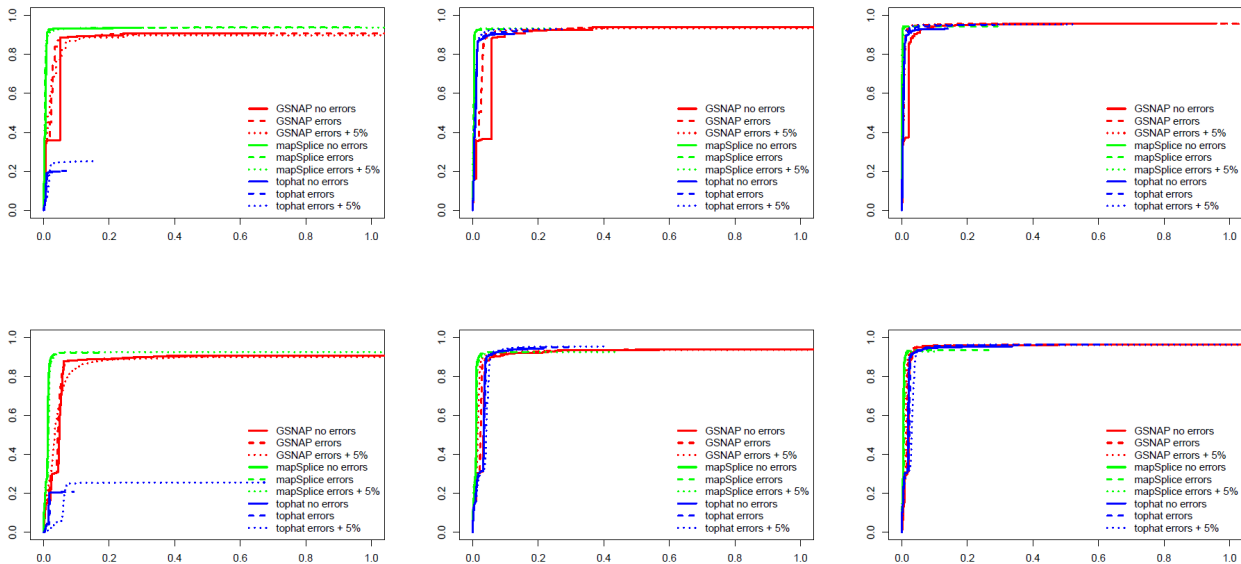 1.0
0.8
0.6
0.4
0.2
0.0
GSNAP no errors
GSNAP errors
GSNAP errors + 5%
mapSplice no errors
mapSplice errors
mapSplice errors + 5%
tophat no errors
tophat errors
tophat errors + 5%
0.0 0.2 0.4 0.6 0.8 1.0
1.0
0.8
0.6
0.4
0.2
0.0
GSNAP no errors
GSNAP errors
GSNAP errors + 5%
mapSplice no errors
mapSplice errors
mapSplice errors + 5%
tophat no errors
tophat errors
tophat errors + 5%
0.0 0.2 0.4 0.6 0.8 1.0
1.0
0.8
0.6
0.4
0.2
0.0
GSNAP no errors
GSNAP errors
GSNAP errors + 5%
mapSplice no errors
mapSplice errors
mapSplice errors + 5%
tophat no errors
tophat errors
tophat errors + 5%
0.0 0.2 0.4 0.6 0.8 1.0
1.0
0.8
0.6
0.4
0.2
0.0
GSNAP no errors
GSNAP errors
GSNAP errors + 5%
mapSplice no errors
mapSplice errors
mapSplice errors + 5%
tophat no errors
tophat errors
tophat errors + 5%
0.0 0.2 0.4 0.6 0.8 1.0
1.0
0.8
0.6
0.4
0.2
0.0
GSNAP no errors
GSNAP errors
GSNAP errors + 5%
mapSplice no errors
mapSplice errors
mapSplice errors + 5%
tophat no errors
tophat errors
tophat errors + 5%
0.0 0.2 0.4 0.6 0.8 1.0
1.0
0.8
0.6
0.4
0.2
0.0
GSNAP no errors
GSNAP errors
GSNAP errors + 5%
mapSplice no errors
mapSplice errors
mapSplice errors + 5%
tophat no errors
tophat errors
tophat errors + 5%
0.0 0.2 0.4 0.6 0.8 1.0